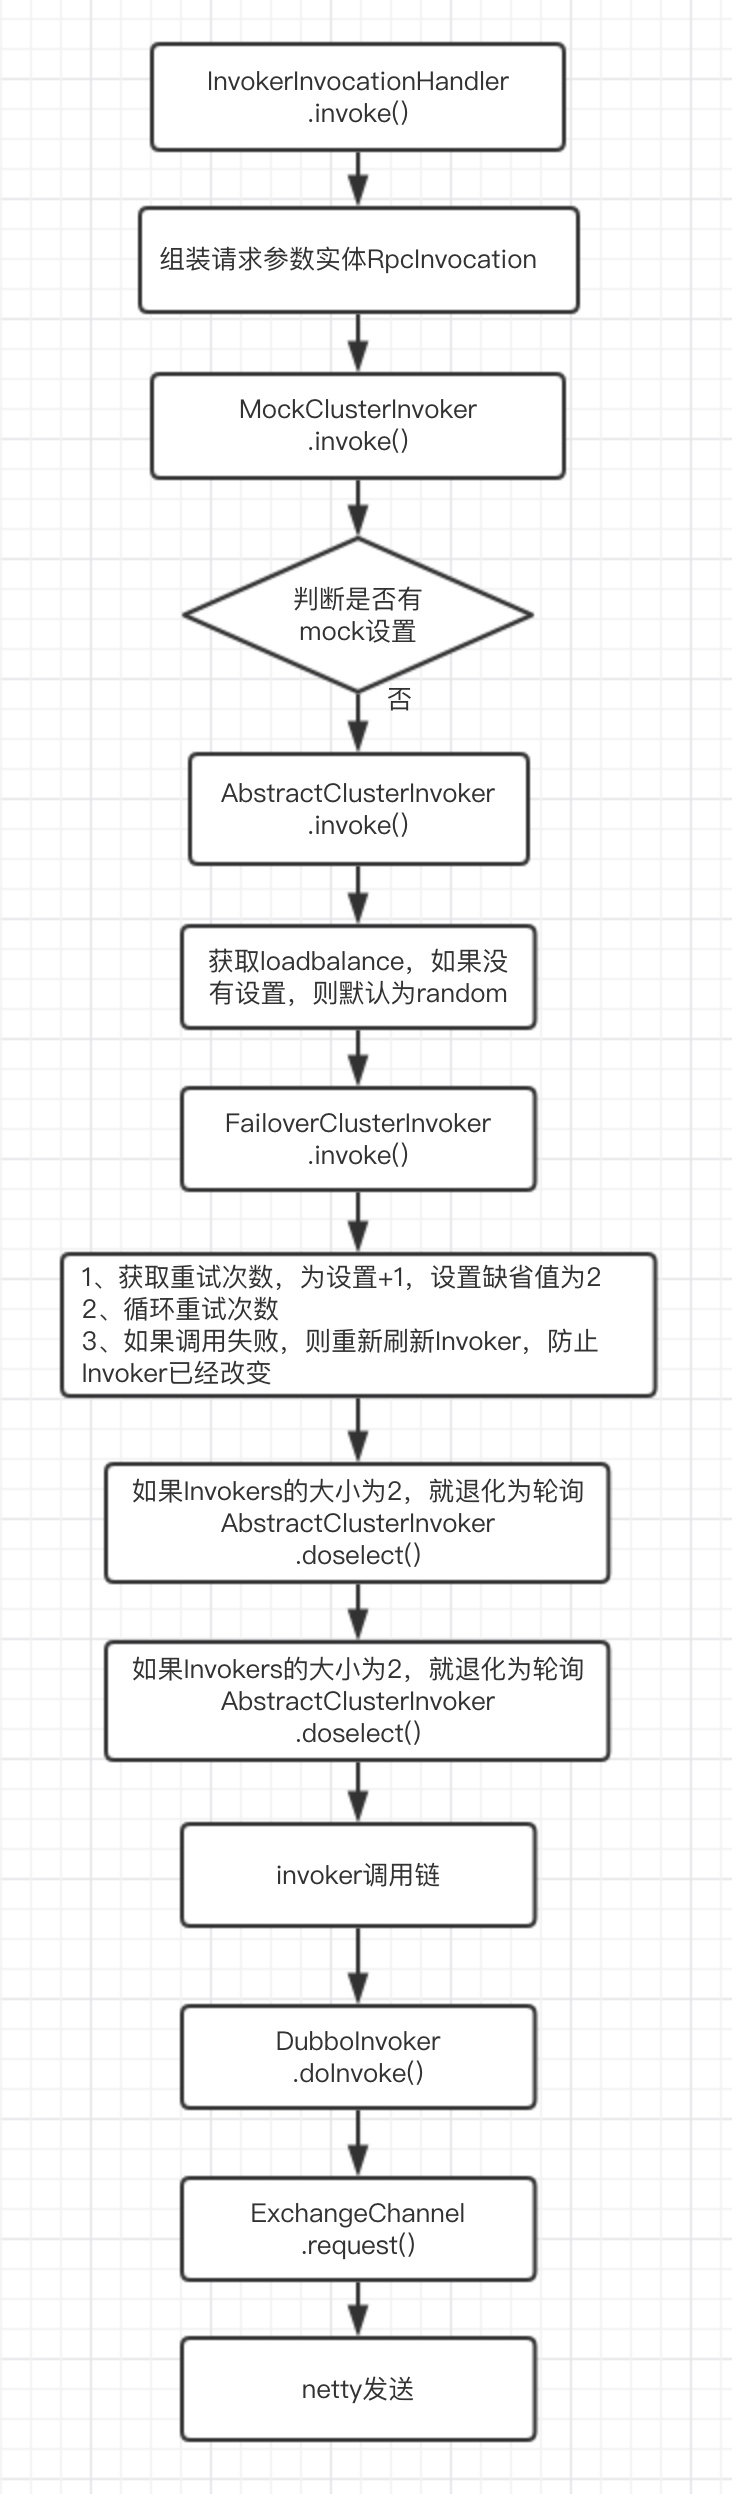 InvokerInvocationHandler
.invoke()
组装请求参数实体RpcInvocation
MockClusterInvoker
.invoke()
判断是否有
mock设置
否
AbstractClusterInvoker
.invoke()
获取loadbalance，如果没
有设置，则默认为random
FailoverClusterInvoker
.invoke()
1、获取重试次数，为设置+1，设置缺省值为2
2、循环重试次数
3、如果调用失败，则重新刷新Invoker，防止
Invoker已经改变
如果Invokers的大小为2，就退化为轮询
AbstractClusterInvoker
.doselect()
如果Invokers的大小为2，就退化为轮询
AbstractClusterInvoker
.doselect()
invoker调用链
DubboInvoker
.doInvoke()
ExchangeChannel
.request()
netty发送